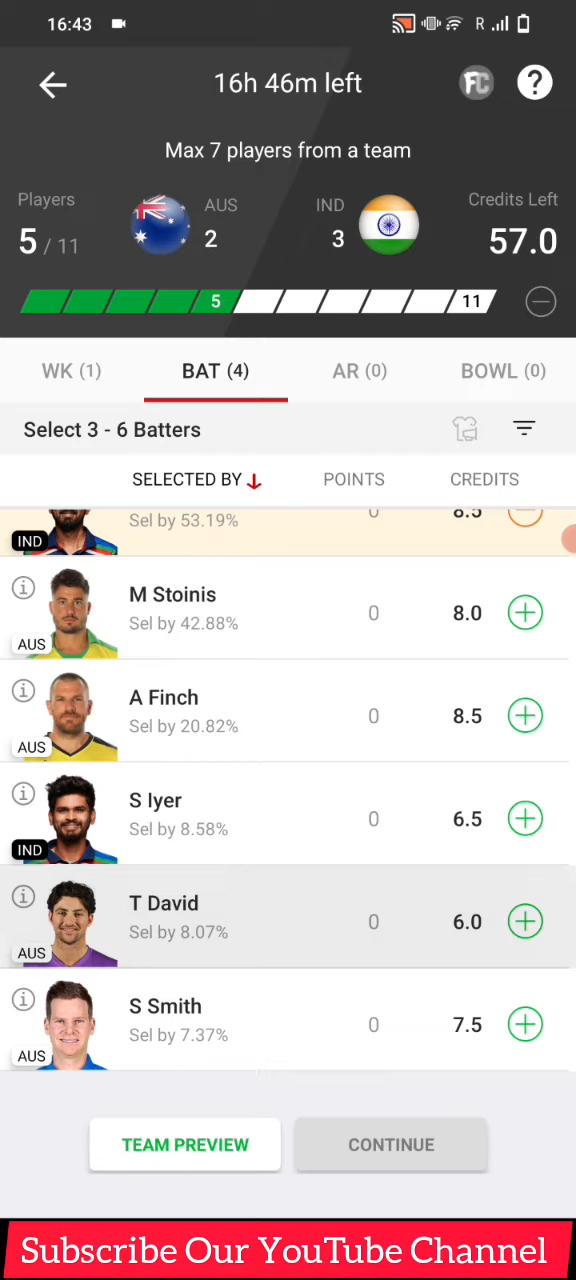 16:43
R
16h 46m left
FC
?
Max 7 players from a team
Players
AUS
IND
Credits Left
5 / 11
2
3
57.0
5
11
WK (1)
BAT (4)
AR (0)
BOWL (0)
Select 3 - 6 Batters
SELECTED BY
POINTS
CREDITS
Sel by 53.19%
0
8.5
IND
M Stoinis
Sel by 42.88%
0
8.0
AUS
A Finch
Sel by 20.82%
0
8.5
AUS
S Iyer
Sel by 8.58%
0
6.5
IND
T David
Sel by 8.07%
0
6.0
AUS
S Smith
Sel by 7.37%
0
7.5
AUS
TEAM PREVIEW
CONTINUE
Subscribe Our YouTube Channel